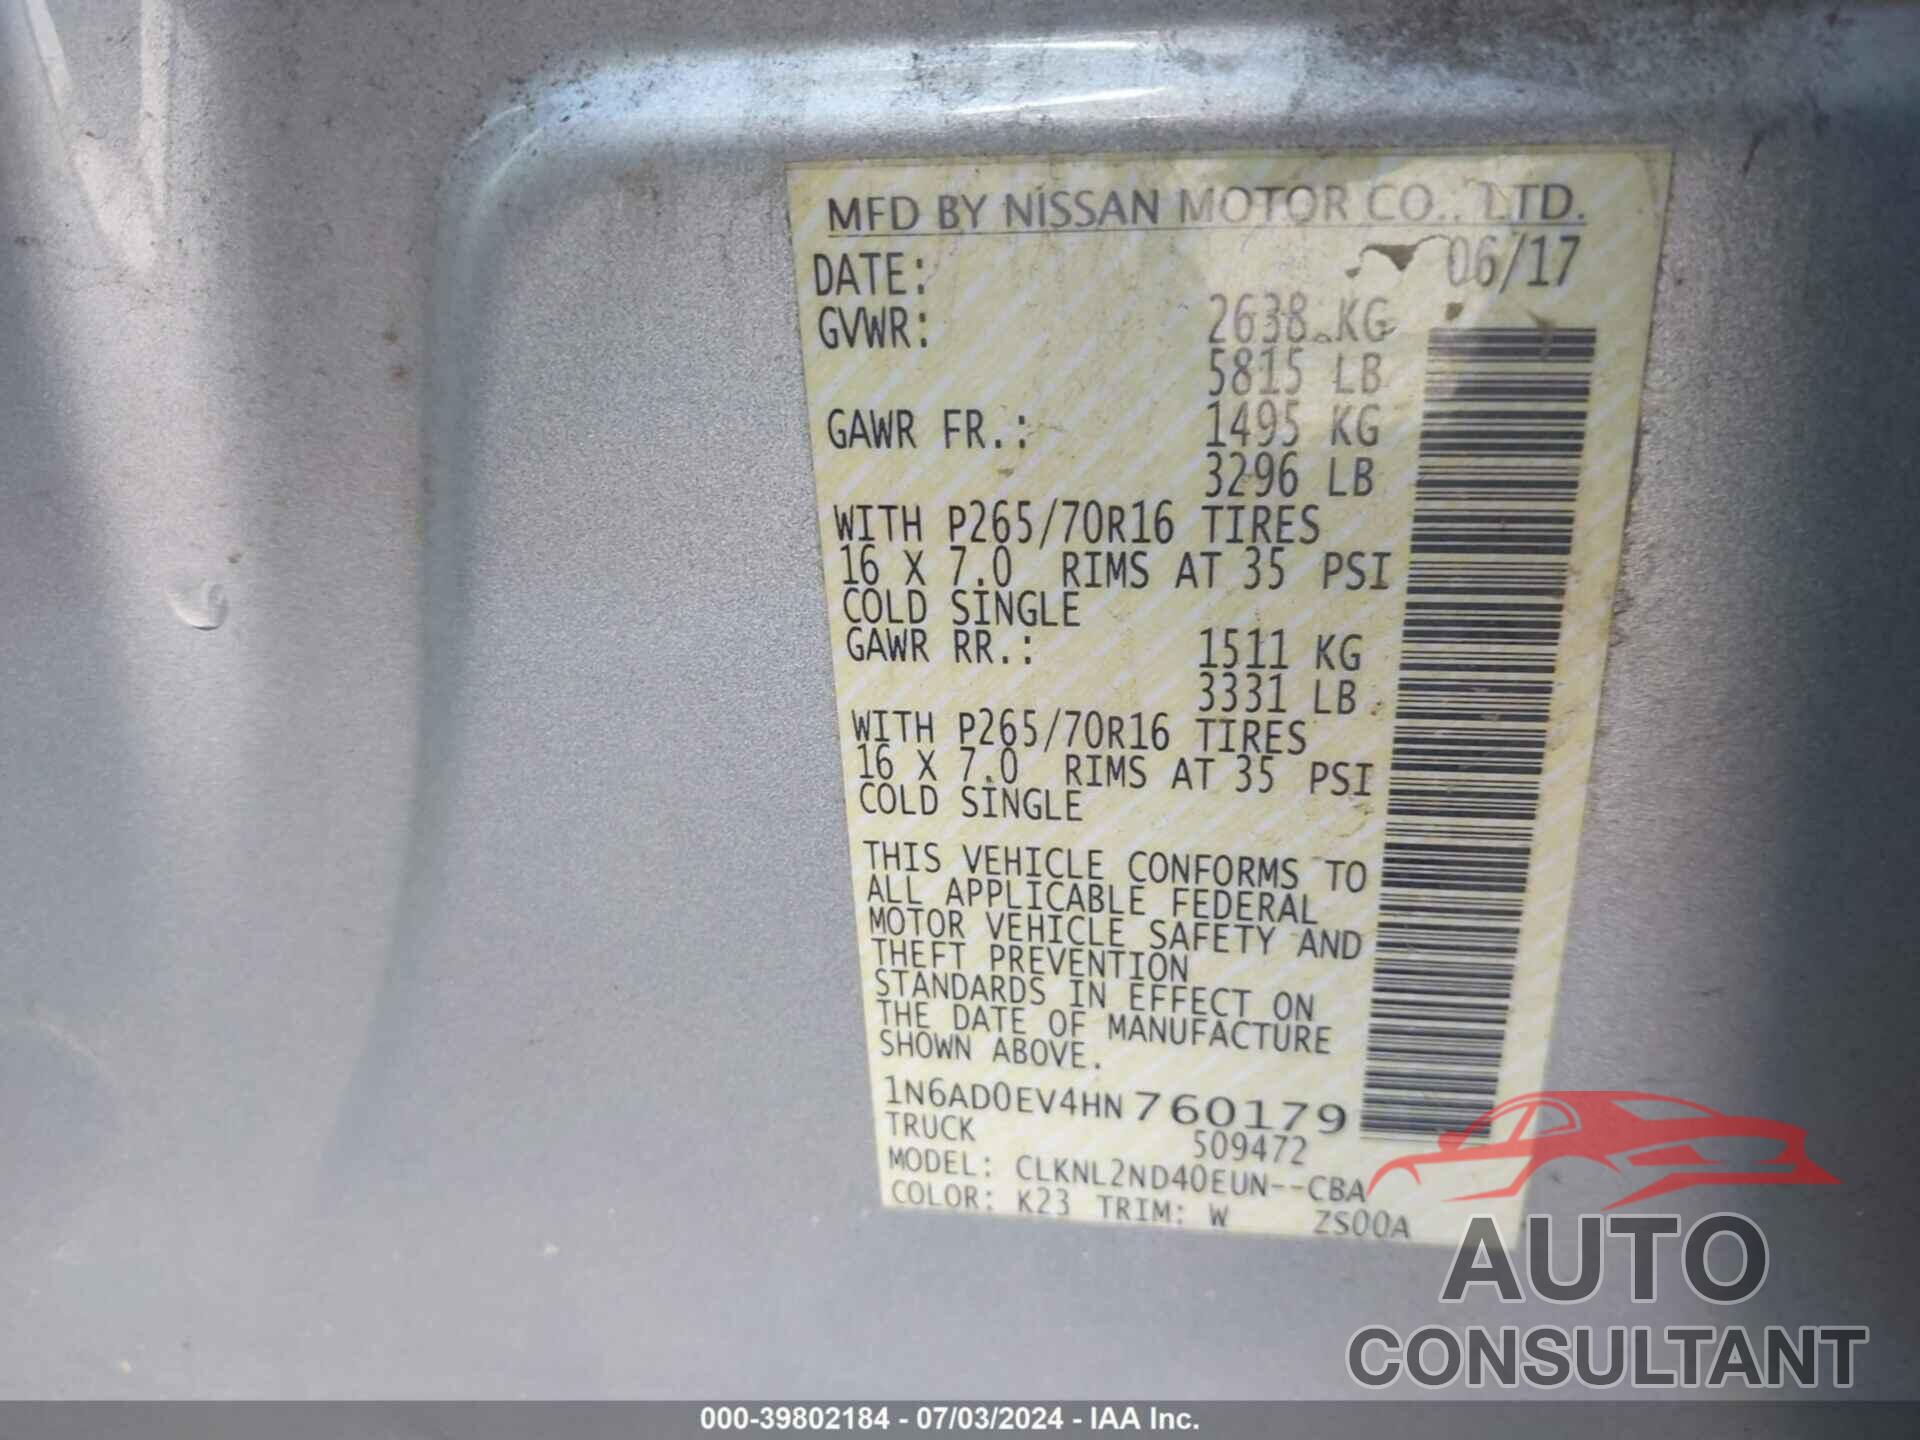 MFD BY NISSAN MOTOR CO., LTD.
DATE: 06/17
GVWR: 2638 KG
5815 LB
GAWR FR.: 1495 KG
3296 LB
WITH P265/70R16 TIRES
16 X 7.0 RIMS AT 35 PSI
COLD SINGLE
GAWR RR.: 1511 KG
3331 LB
WITH P265/70R16 TIRES
16 X 7.0 RIMS AT 35 PSI
COLD SINGLE
THIS VEHICLE CONFORMS TO
ALL APPLICABLE FEDERAL
MOTOR VEHICLE SAFETY AND
THEFT PREVENTION
STANDARDS IN EFFECT ON
THE DATE OF MANUFACTURE
SHOWN ABOVE.
1N6AD0EV4HN760179
TRUCK 509472
MODEL: CLKNL2ND40EUN--CBA
COLOR: K23 TRIM: W ZS00A
AUTO
CONSULTANT
000-39802184 - 07/03/2024 - IAA Inc.